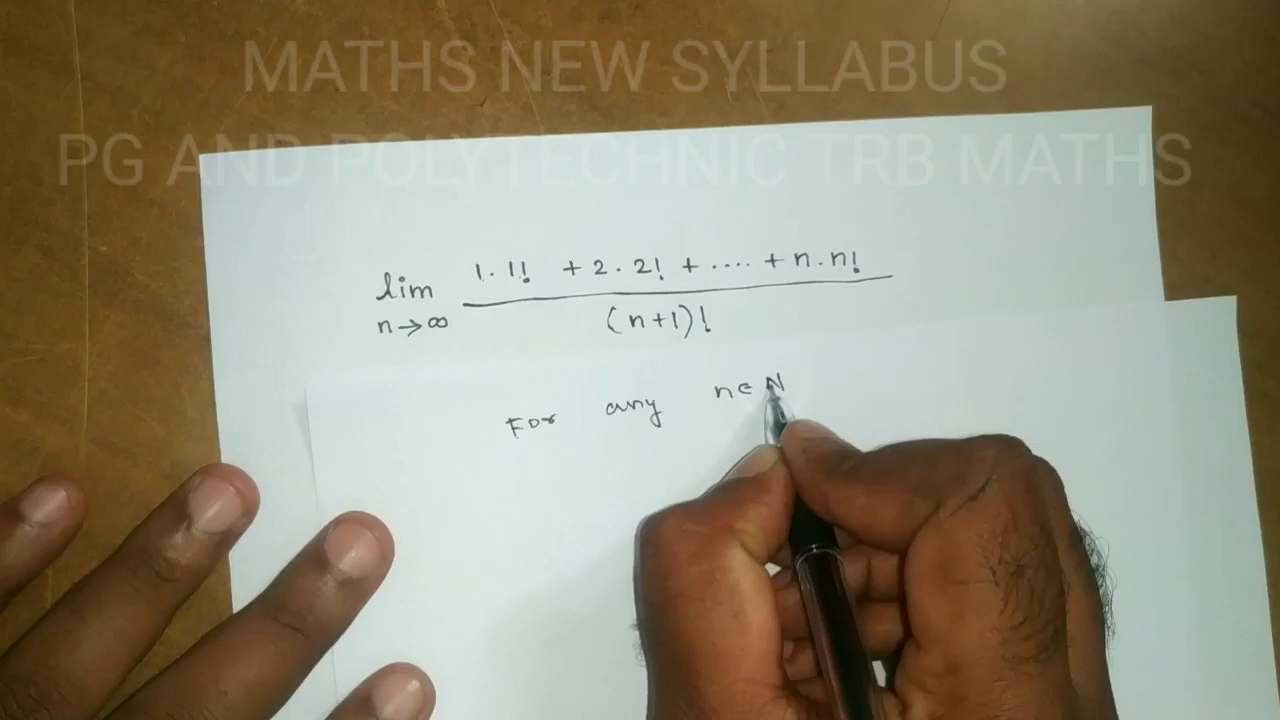 MATHS NEW SYLLABUS
PG AND POLYTECHNIC TRB MATHS
1. 1! + 2. 2! + .... + n. n!
lim
n→∞
(n+1)!
For any n∈N